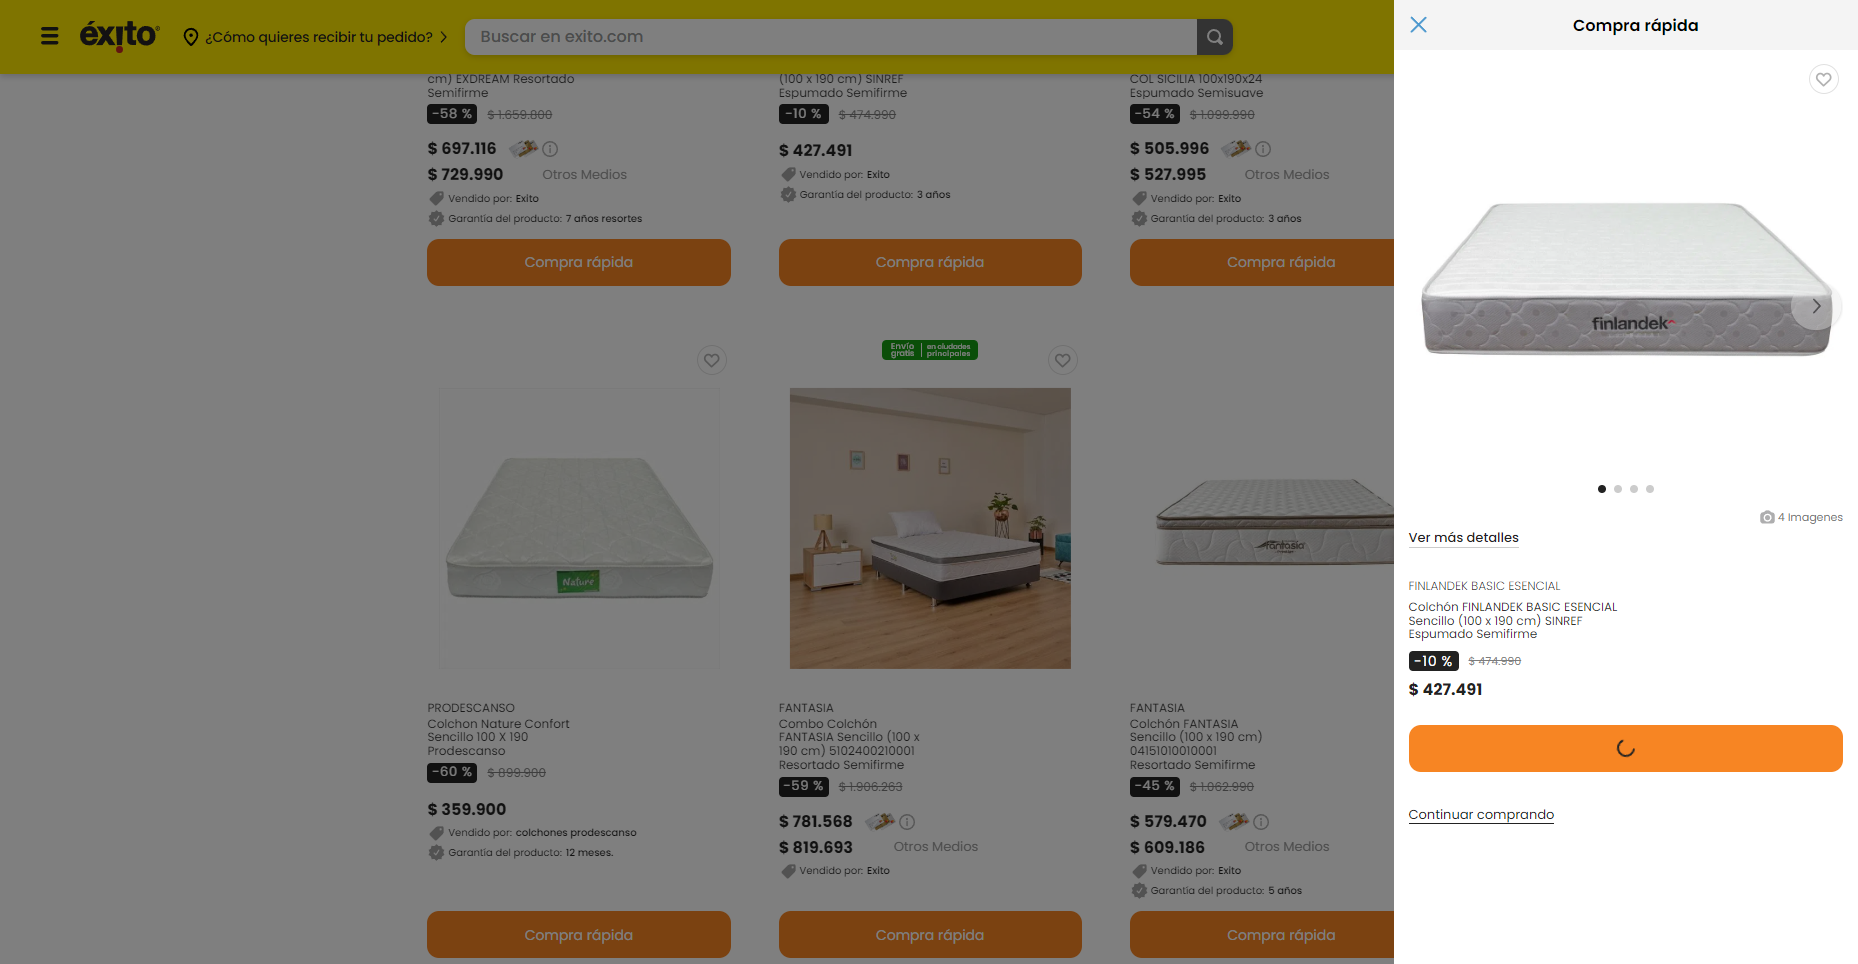 éxito
¿Cómo quieres recibir tu pedido?
Buscar en exito.com
cm) EXDREAM Resortado
Semifirme
-58 % $ 1.659.800
$ 697.116
$ 729.990 Otros Medios
Vendido por: Exito
Garantía del producto: 7 años resortes
Compra rápida
(100 x 190 cm) SINREF
Espumado Semifirme
-10 % $ 474.990
$ 427.491
Vendido por: Exito
Garantía del producto: 3 años
Compra rápida
COL SICILIA 100x190x24
Espumado Semisuave
-54 % $ 1.099.990
$ 505.996
$ 527.995 Otros Medios
Vendido por: Exito
Garantía del producto: 3 años
Compra rápida
Nature
PRODESCANSO
Colchon Nature Confort
Sencillo 100 X 190
Prodescanso
-60 % $ 899.900
$ 359.900
Vendido por: colchones prodescanso
Garantía del producto: 12 meses.
Compra rápida
Envío gratis en ciudades principales
FANTASIA
Combo Colchón
FANTASIA Sencillo (100 x
190 cm) 5102400210001
Resortado Semifirme
-59 % $ 1.906.263
$ 781.568
$ 819.693 Otros Medios
Vendido por: Exito
Compra rápida
fantasia
FANTASIA
Colchón FANTASIA
Sencillo (100 x 190 cm)
04151010010001
Resortado Semifirme
-45 % $ 1.062.990
$ 579.470
$ 609.186 Otros Medios
Vendido por: Exito
Garantía del producto: 5 años
Compra rápida
Compra rápida
finlandek
4 Imagenes
Ver más detalles
FINLANDEK BASIC ESENCIAL
Colchón FINLANDEK BASIC ESENCIAL
Sencillo (100 x 190 cm) SINREF
Espumado Semifirme
-10 % $ 474.990
$ 427.491
Continuar comprando